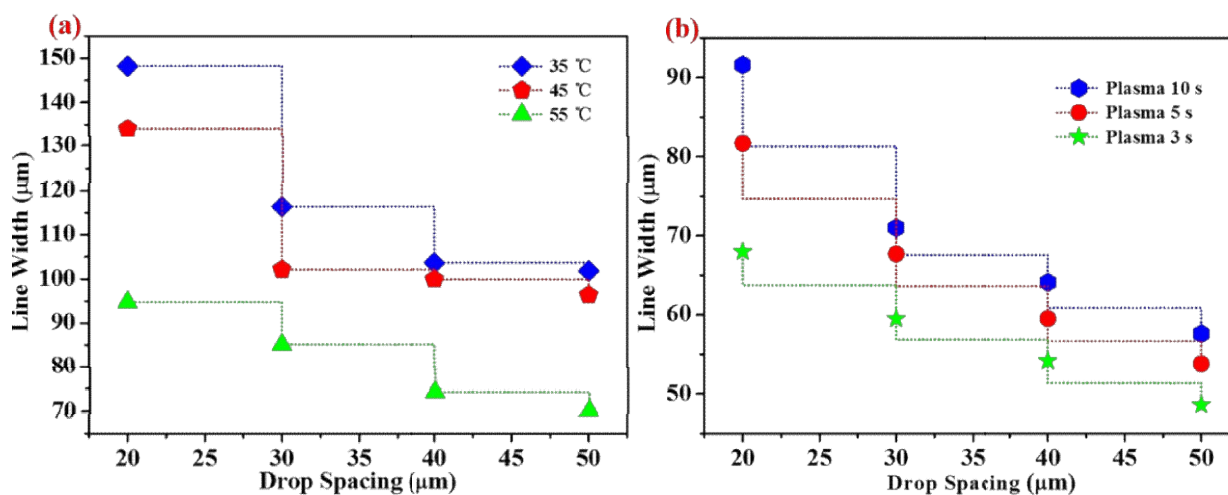 (a)
150
140
130
120
110
100
90
80
70
Line Width (μm)
35 ℃
45 ℃
55 ℃
20 25 30 35 40 45 50
Drop Spacing (μm)
(b)
90
80
70
60
50
Line Width (μm)
Plasma 10 s
Plasma 5 s
Plasma 3 s
20 25 30 35 40 45 50
Drop Spacing (μm)